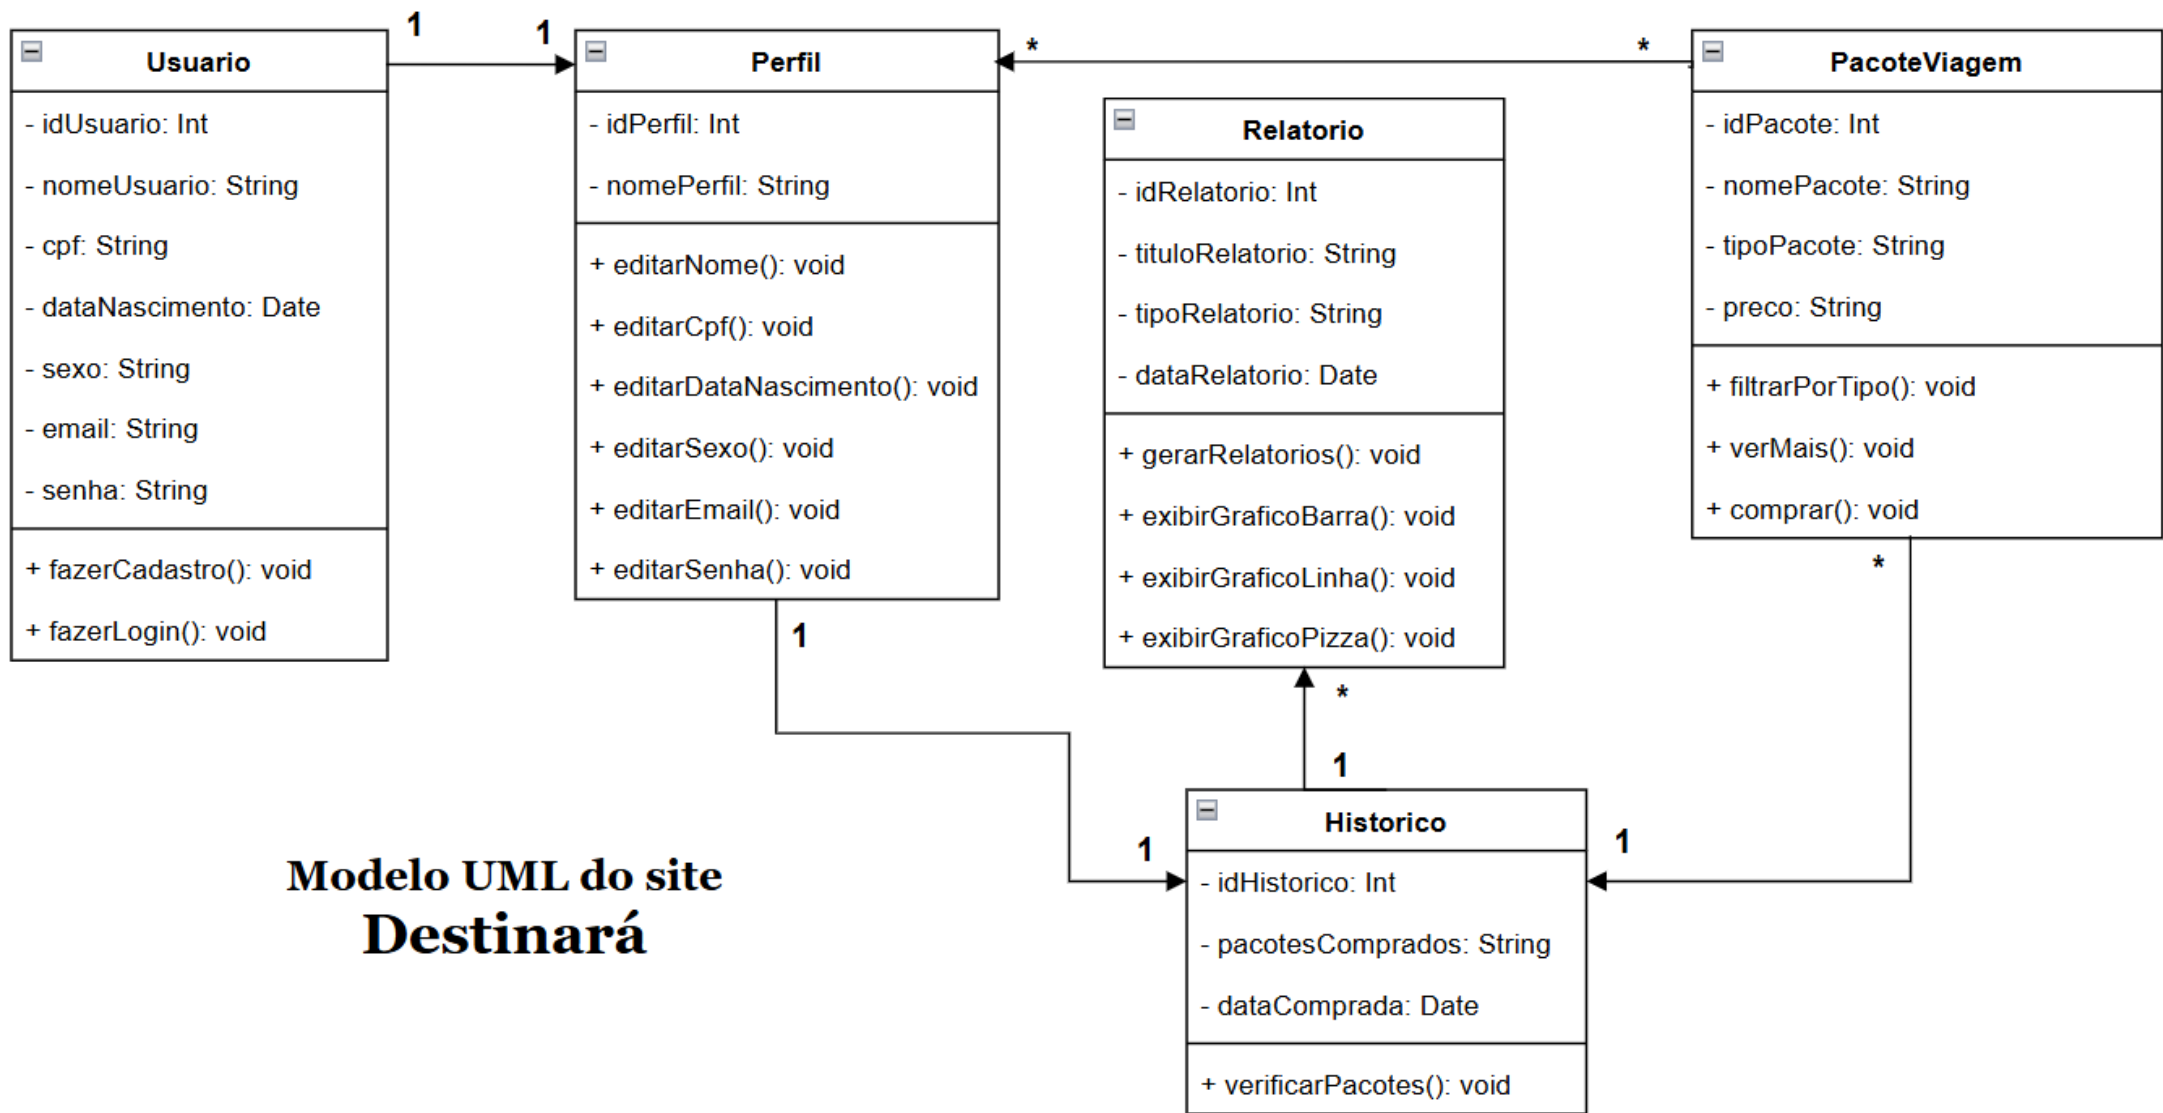 1
1
*
*
Usuario
- idUsuario: Int
- nomeUsuario: String
- cpf: String
- dataNascimento: Date
- sexo: String
- email: String
- senha: String
+ fazerCadastro(): void
+ fazerLogin(): void
Perfil
- idPerfil: Int
- nomePerfil: String
+ editarNome(): void
+ editarCpf(): void
+ editarDataNascimento(): void
+ editarSexo(): void
+ editarEmail(): void
+ editarSenha(): void
1
Relatorio
- idRelatorio: Int
- tituloRelatorio: String
- tipoRelatorio: String
- dataRelatorio: Date
+ gerarRelatorios(): void
+ exibirGraficoBarra(): void
+ exibirGraficoLinha(): void
+ exibirGraficoPizza(): void
*
1
PacoteViagem
- idPacote: Int
- nomePacote: String
- tipoPacote: String
- preco: String
+ filtrarPorTipo(): void
+ verMais(): void
+ comprar(): void
*
1
1
Historico
- idHistorico: Int
- pacotesComprados: String
- dataComprada: Date
+ verificarPacotes(): void
Modelo UML do site
Destinará